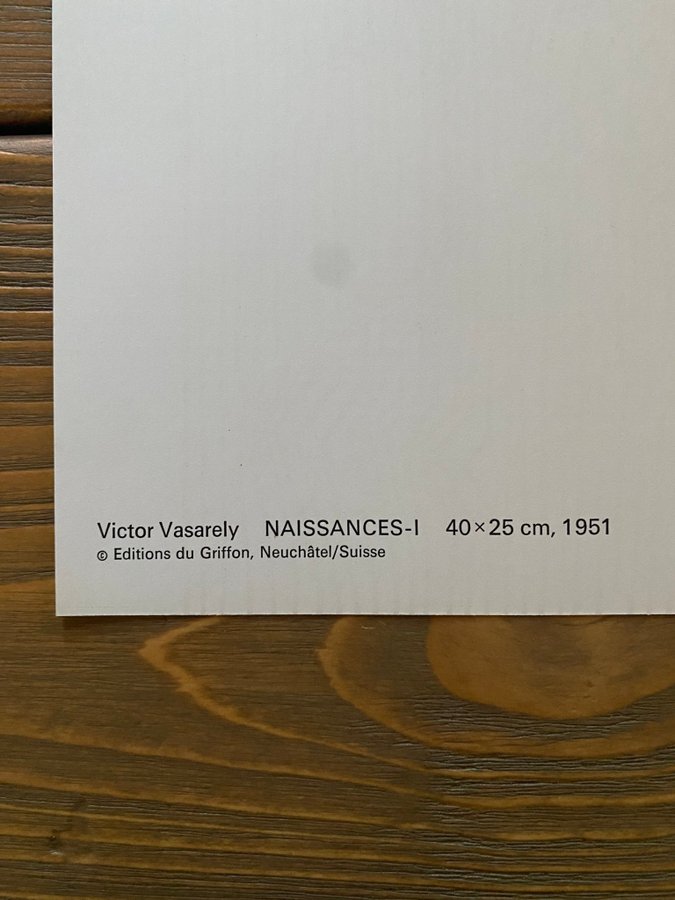 Victor Vasarely NAISSANCES-I 40×25 cm, 1951
© Editions du Griffon, Neuchâtel/Suisse